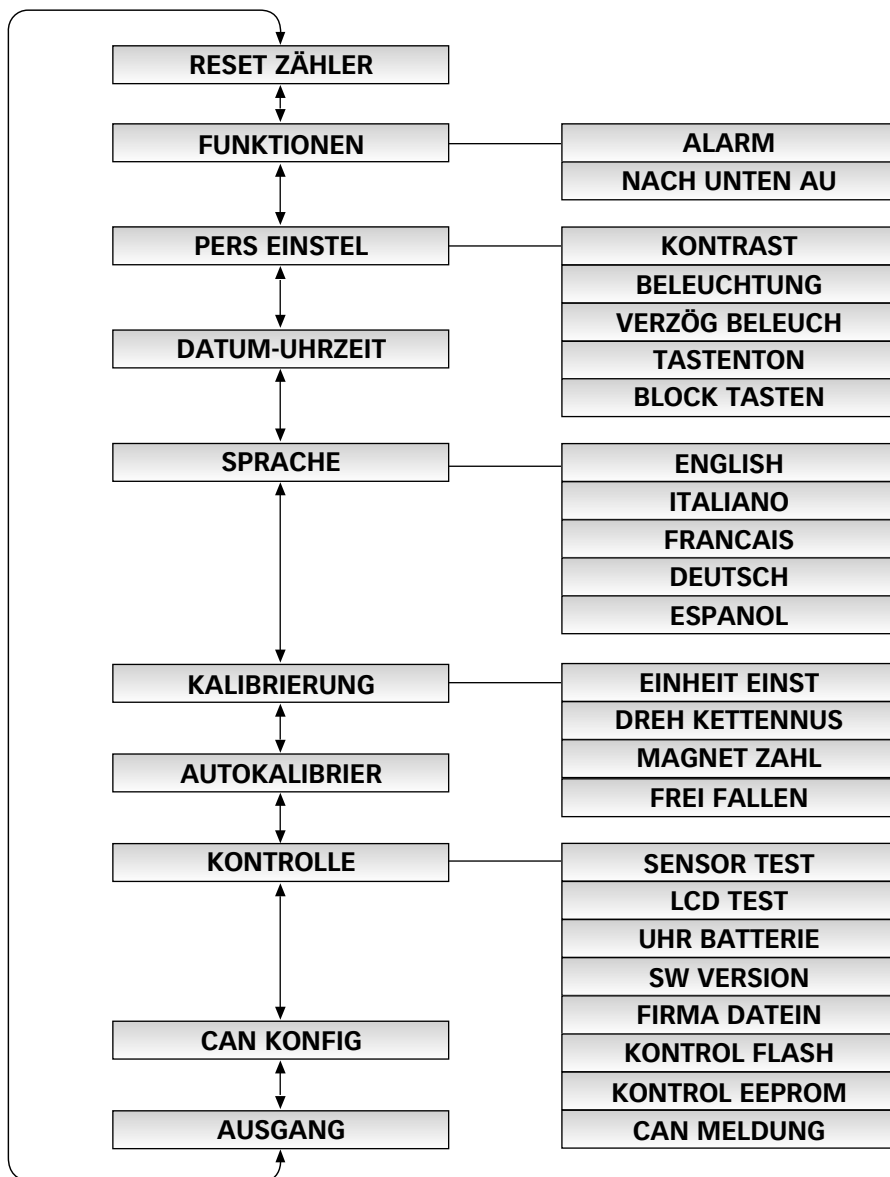 RESET ZÄHLER
FUNKTIONEN
ALARM
NACH UNTEN AU
PERS EINSTEL
KONTRAST
BELEUCHTUNG
VERZÖG BELEUCH
TASTENTON
BLOCK TASTEN
DATUM-UHRZEIT
SPRACHE
ENGLISH
ITALIANO
FRANCAIS
DEUTSCH
ESPANOL
KALIBRIERUNG
EINHEIT EINST
DREH KETTENNUS
MAGNET ZAHL
FREI FALLEN
AUTOKALIBRIER
KONTROLLE
SENSOR TEST
LCD TEST
UHR BATTERIE
SW VERSION
FIRMA DATEIN
KONTROL FLASH
KONTROL EEPROM
CAN MELDUNG
CAN KONFIG
AUSGANG